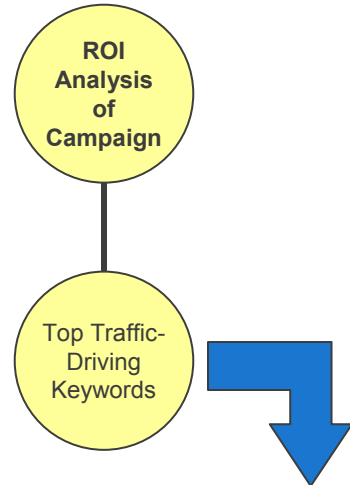 ROI
Analysis
of
Campaign
Top Traffic-
Driving
Keywords